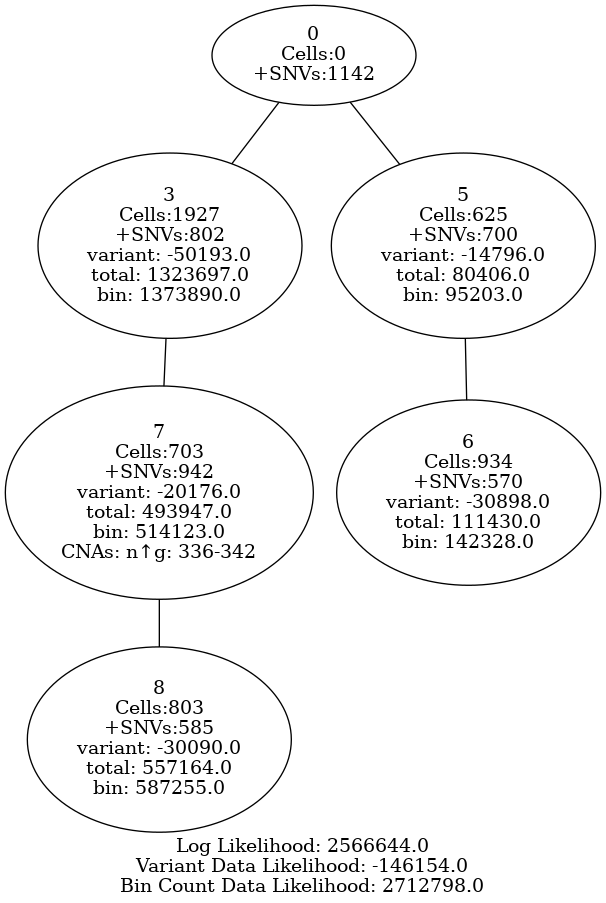 0
Cells:0
+SNVs:1142
3
Cells:1927
+SNVs:802
variant: -50193.0
total: 1323697.0
bin: 1373890.0
5
Cells:625
+SNVs:700
variant: -14796.0
total: 80406.0
bin: 95203.0
7
Cells:703
+SNVs:942
variant: -20176.0
total: 493947.0
bin: 514123.0
CNAs: n↑g: 336-342
6
Cells:934
+SNVs:570
variant: -30898.0
total: 111430.0
bin: 142328.0
8
Cells:803
+SNVs:585
variant: -30090.0
total: 557164.0
bin: 587255.0
Log Likelihood: 2566644.0
Variant Data Likelihood: -146154.0
Bin Count Data Likelihood: 2712798.0